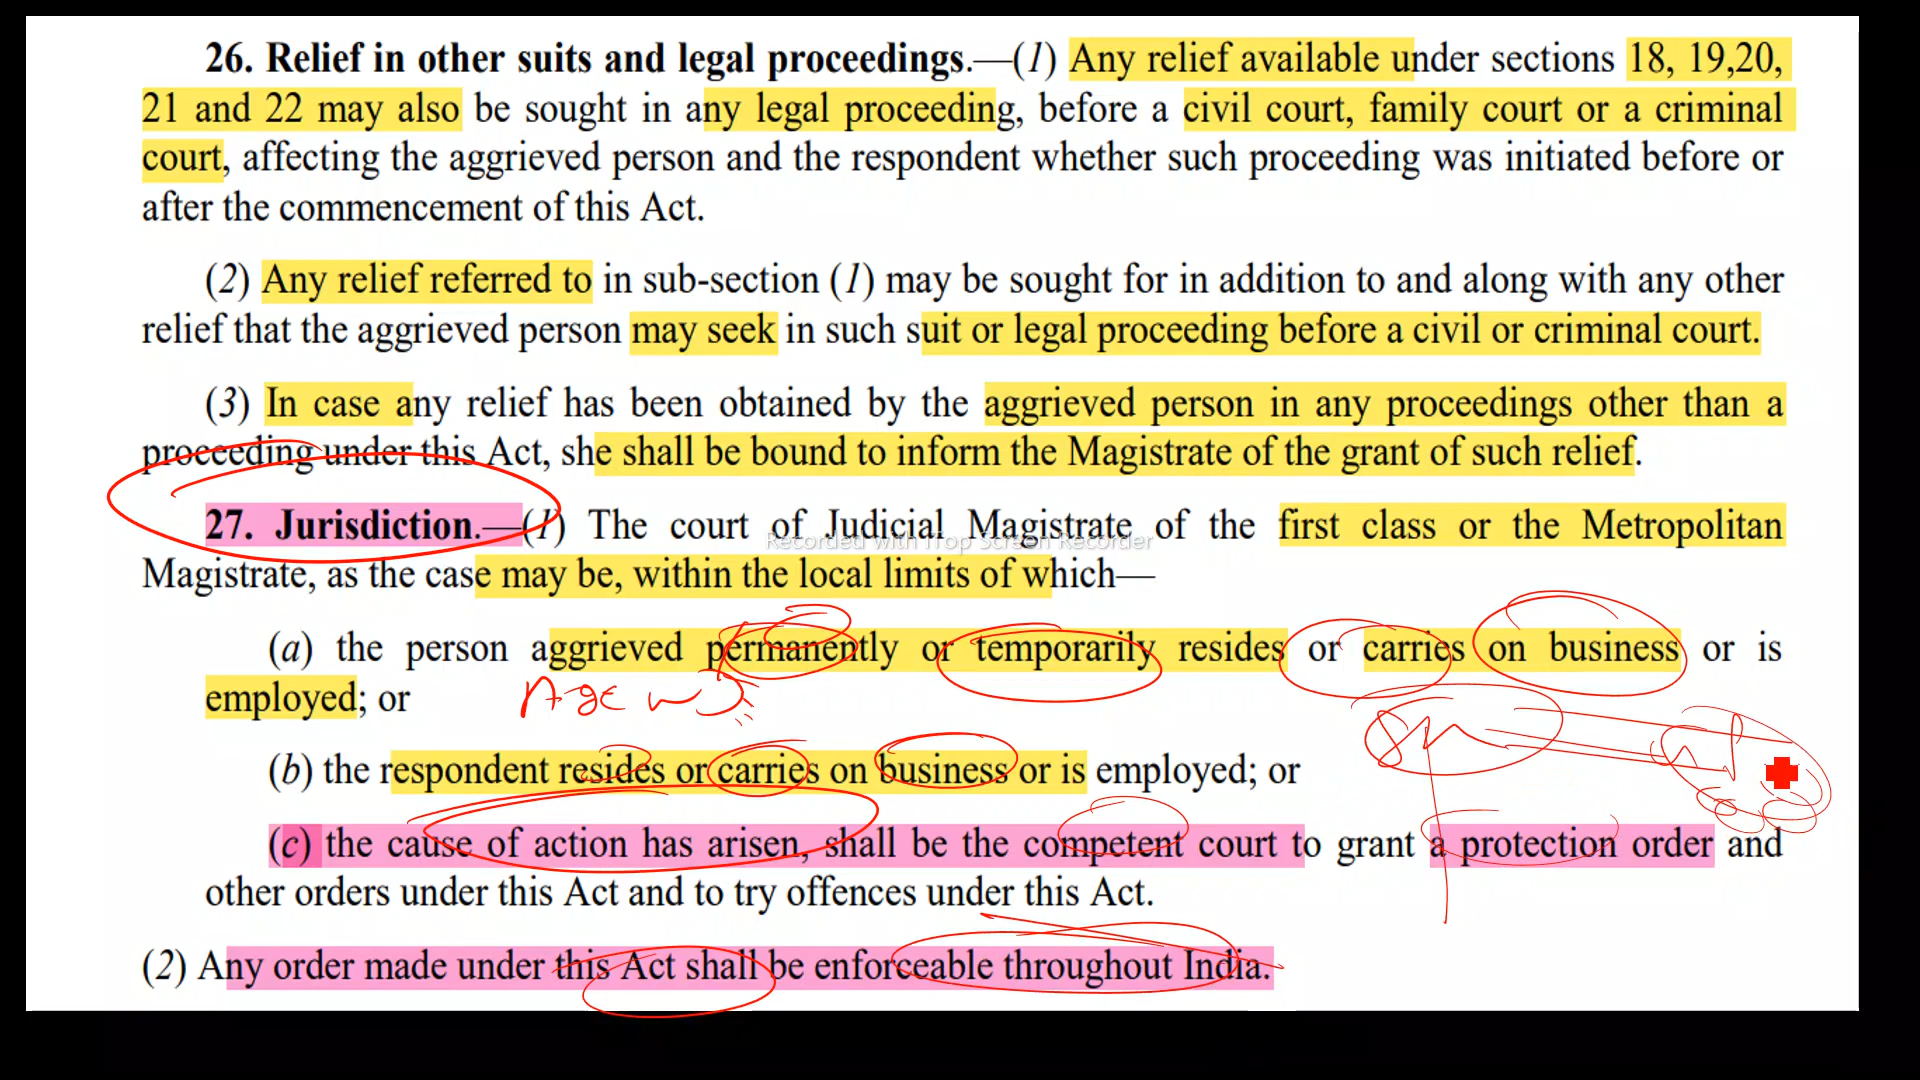 26. Relief in other suits and legal proceedings.—(1) Any relief available under sections 18, 19,20,
21 and 22 may also be sought in any legal proceeding, before a civil court, family court or a criminal
court, affecting the aggrieved person and the respondent whether such proceeding was initiated before or
after the commencement of this Act.
(2) Any relief referred to in sub-section (1) may be sought for in addition to and along with any other
relief that the aggrieved person may seek in such suit or legal proceeding before a civil or criminal court.
(3) In case any relief has been obtained by the aggrieved person in any proceedings other than a
proceeding under this Act, she shall be bound to inform the Magistrate of the grant of such relief.
27. Jurisdiction.—(1) The court of Judicial Magistrate of the first class or the Metropolitan
Recorded with iTop Screen Recorder
Magistrate, as the case may be, within the local limits of which—
(a) the person aggrieved permanently or temporarily resides or carries on business or is
employed; or
(b) the respondent resides or carries on business or is employed; or
(c) the cause of action has arisen, shall be the competent court to grant a protection order and
other orders under this Act and to try offences under this Act.
(2) Any order made under this Act shall be enforceable throughout India.